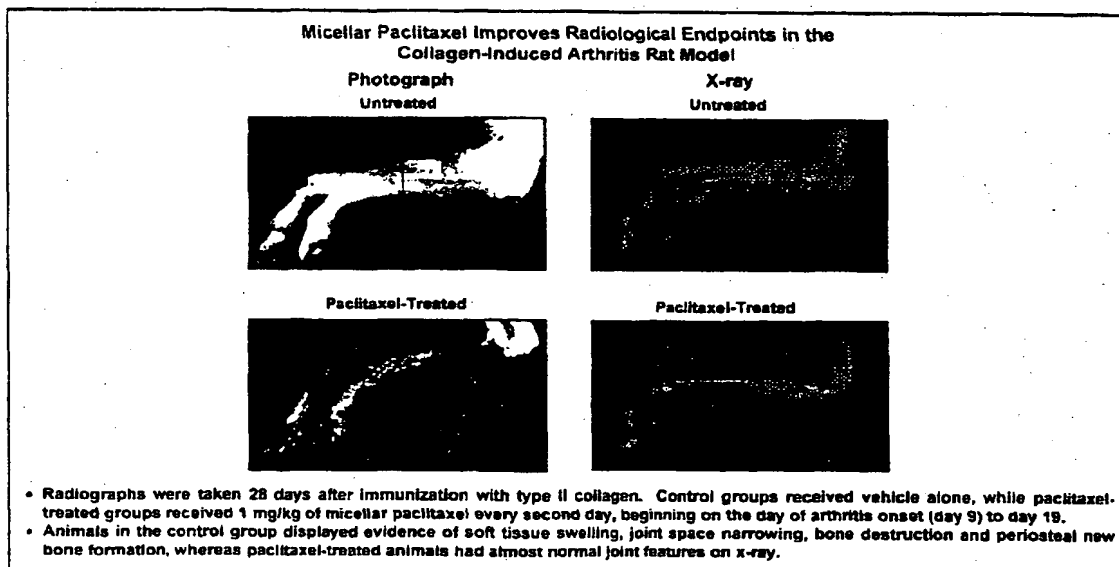 Micellar Paclitaxel Improves Radiological Endpoints in the
Collagen-Induced Arthritis Rat Model
Photograph
X-ray
Untreated
Untreated
Paclitaxel-Treated
Paclitaxel-Treated
• Radiographs were taken 28 days after immunization with type II collagen. Control groups received vehicle alone, while paclitaxel-
treated groups received 1 mg/kg of micellar paclitaxel every second day, beginning on the day of arthritis onset (day 9) to day 19.
• Animals in the control group displayed evidence of soft tissue swelling, joint space narrowing, bone destruction and periosteal new
bone formation, whereas paclitaxel-treated animals had almost normal joint features on x-ray.